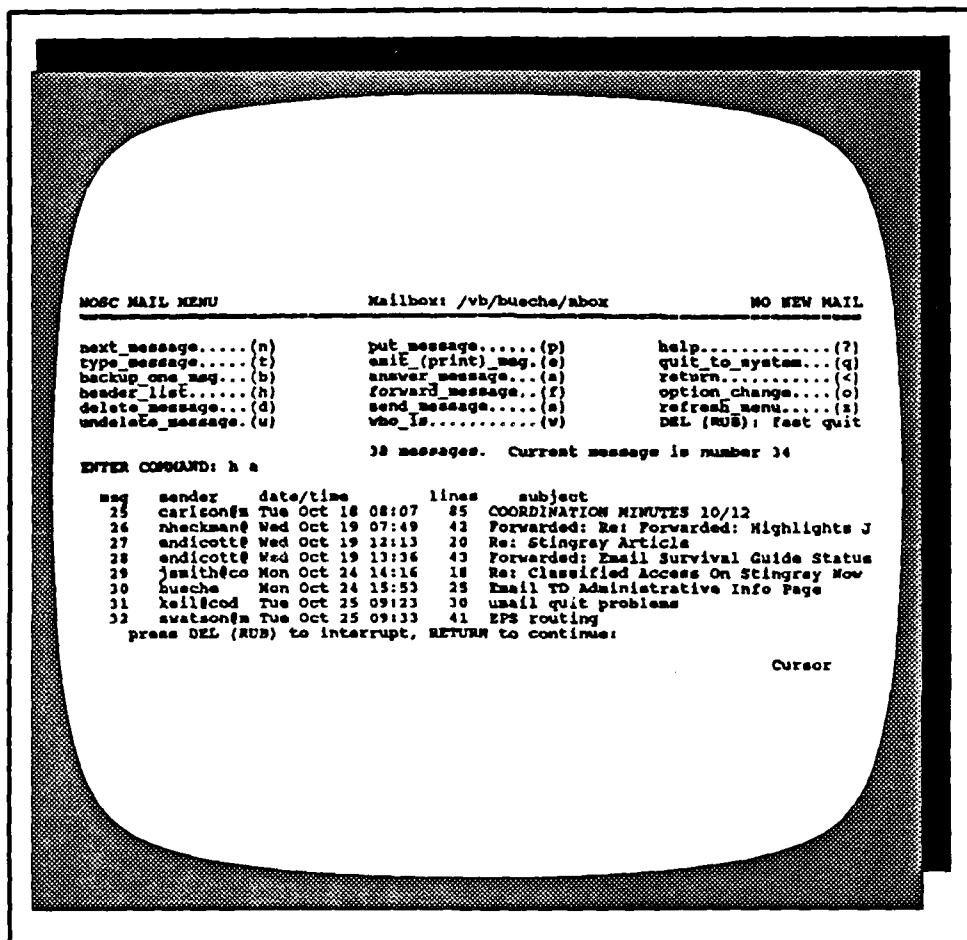 NOSC MAIL MENU Mailbox: /vb/busche/mbox NO NEW MAIL
next_message.....(n) put_message......(p) help.............(?)
type_message.....(t) emit_(print)_msg.(e) quit_to_system...(q)
backup_one_msg...(b) answer_message...(a) return...........(<)
header_list......(h) forward_message..(f) option_change....(o)
delete_message...(d) send_message.....(s) refresh_menu.....(z)
undelete_message.(u) who_is...........(w) DEL (RUB): fast quit
38 messages. Current message is number 34
ENTER COMMAND: h a
msg sender date/time lines subject
25 carlson@m Tue Oct 18 08:07 85 COORDINATION MINUTES 10/12
26 nheckman@ Wed Oct 19 07:49 42 Forwarded: Re: Forwarded: Highlights J
27 endicott@ Wed Oct 19 12:13 20 Re: Stingray Article
28 endicott@ Wed Oct 19 13:36 43 Forwarded: Email Survival Guide Status
29 jsmith@co Mon Oct 24 14:16 18 Re: Classified Access On Stingray Now
30 busche Mon Oct 24 15:53 25 Email TD Administrative Info Page
31 keil@cod Tue Oct 25 09:23 30 umail quit problems
32 swatson@m Tue Oct 25 09:33 41 EPS routing
press DEL (RUB) to interrupt, RETURN to continue:
Cursor